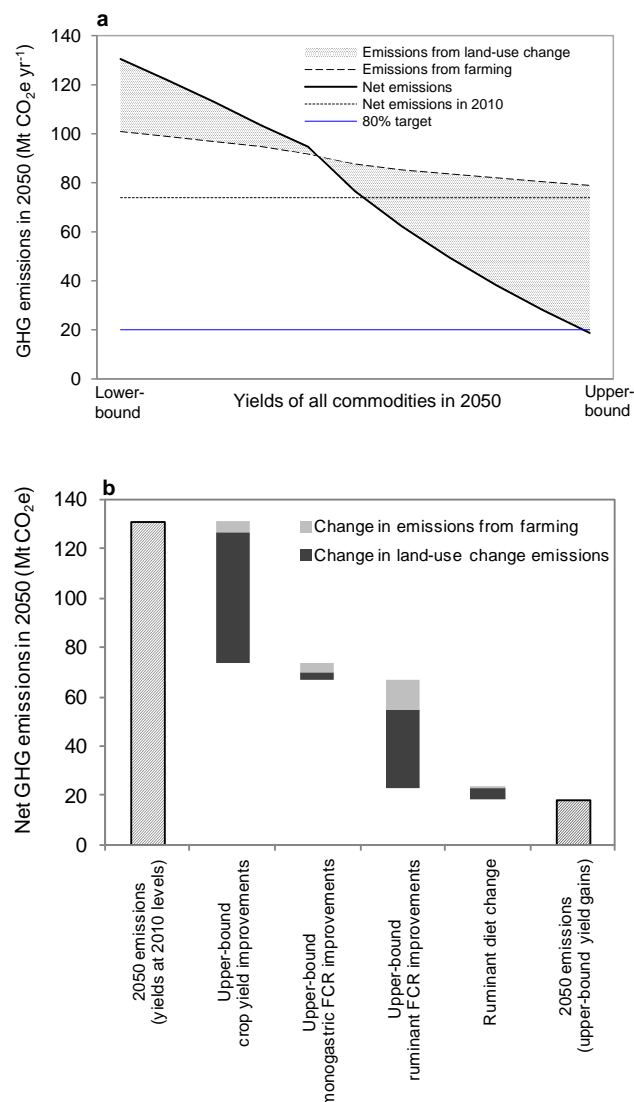 a
GHG emissions in 2050 (Mt CO₂e yr⁻¹)
140
120
100
80
60
40
20
0
Emissions from land-use change
Emissions from farming
Net emissions
Net emissions in 2010
80% target
Lower-
bound
Yields of all commodities in 2050
Upper-
bound
b
Net GHG emissions in 2050 (Mt CO₂e)
140
120
100
80
60
40
20
0
Change in emissions from farming
Change in land-use change emissions
2050 emissions
(yields at 2010 levels)
Upper-bound
crop yield improvements
Upper-bound
monogastric FCR improvements
Upper-bound
ruminant FCR improvements
Ruminant diet change
2050 emissions
(upper-bound yield gains)